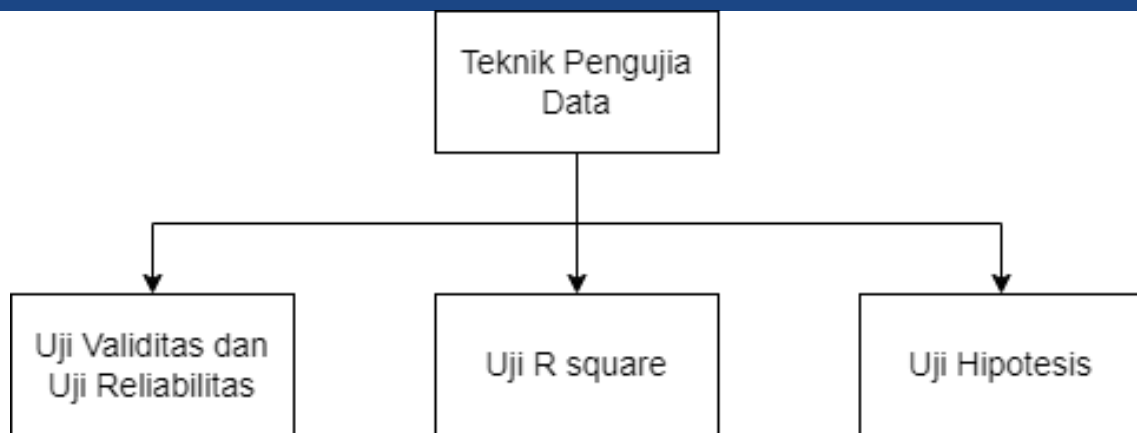 Teknik Pengujia
Data
Uji Validitas dan
Uji Reliabilitas
Uji R square
Uji Hipotesis